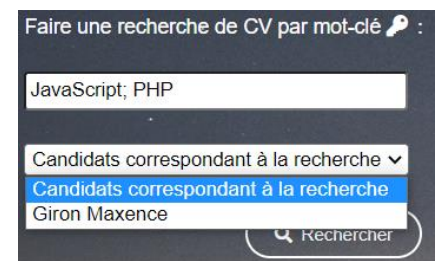 Faire une recherche de CV par mot-clé 🔑 :
JavaScript; PHP
Candidats correspondant à la recherche
Candidats correspondant à la recherche
Giron Maxence
Rechercher